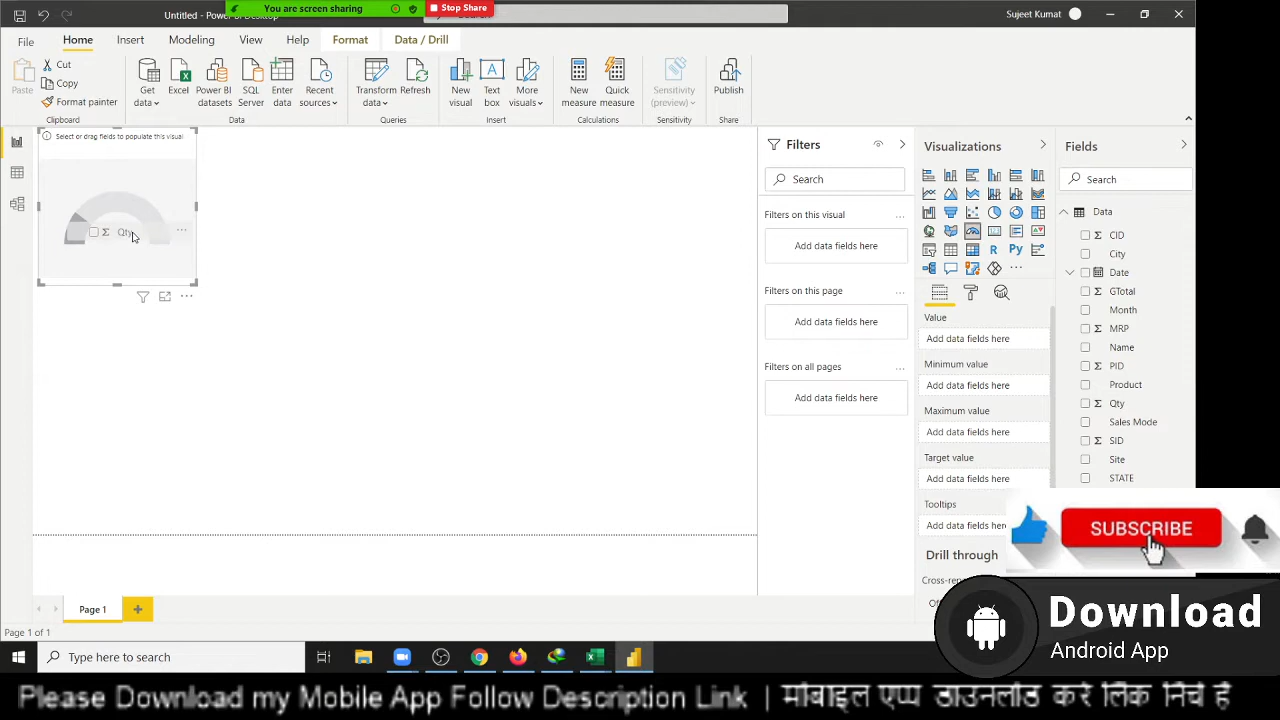 You are screen sharing
Stop Share
Untitled - Power BI Desktop
Sujeet Kumat
File
Home
Insert
Modeling
View
Help
Format
Data / Drill
Paste
Cut
Copy
Format painter
Clipboard
Get data
Excel
Power BI datasets
SQL Server
Enter data
Recent sources
Data
Transform data
Refresh
Queries
New visual
Text box
More visuals
Insert
New measure
Quick measure
Calculations
Sensitivity (preview)
Sensitivity
Publish
Share
Select or drag fields to populate this visual
Σ Qty
Filters
Search
Filters on this visual
Add data fields here
Filters on this page
Add data fields here
Filters on all pages
Add data fields here
Visualizations
R
Py
Value
Add data fields here
Minimum value
Add data fields here
Maximum value
Add data fields here
Target value
Add data fields here
Tooltips
Add data fields here
Drill through
Fields
Search
Data
Σ CID
City
Date
GTotal
Month
Σ MRP
Name
Σ PID
Product
Σ Qty
Sales Mode
Σ SID
Site
STATE
SUBSCRIBE
Download
Android App
Page 1
Page 1 of 1
Type here to search
Please Download my Mobile App Follow Description Link | मोबाइल एप्प डाउनलोड करे लिंक निचे है